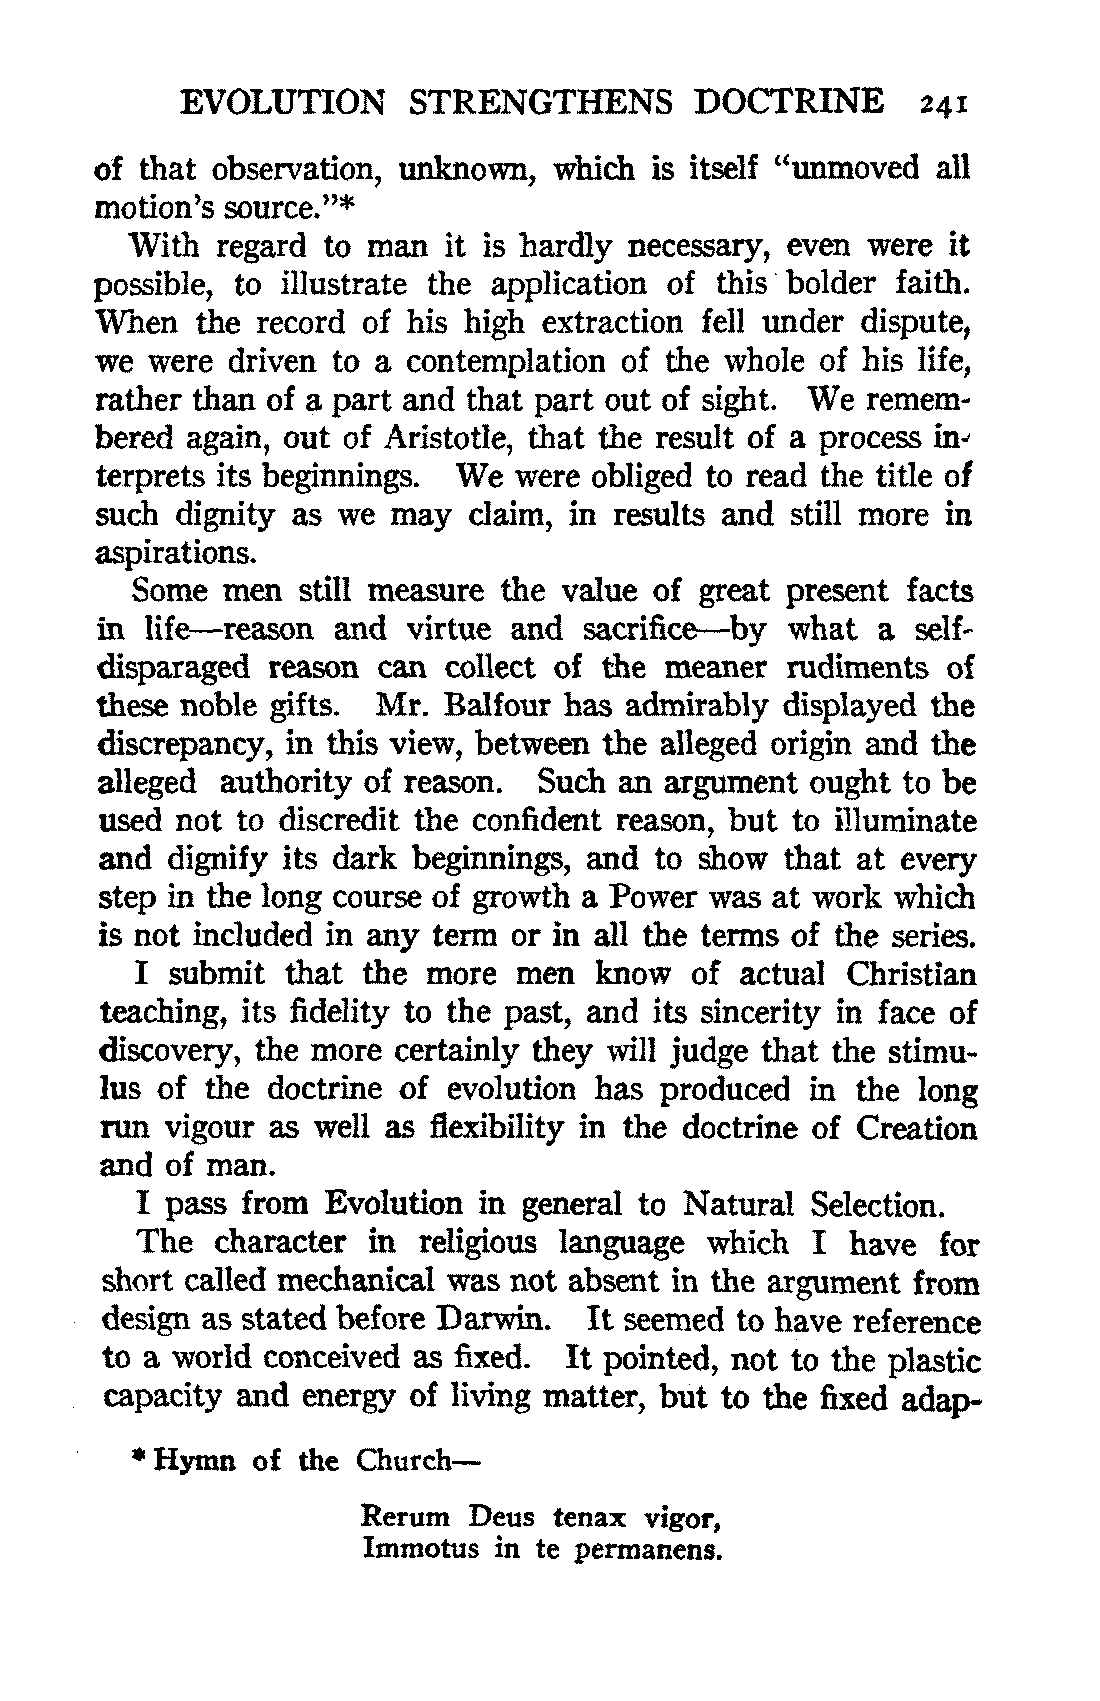 EVOLUTION STRENGTHENS DOCTRINE 241
of that observation, unknown, which is itself "unmoved all
motion's source."*
With regard to man it is hardly necessary, even were it
possible, to illustrate the application of this bolder faith.
When the record of his high extraction fell under dispute,
we were driven to a contemplation of the whole of his life,
rather than of a part and that part out of sight. We remem-
bered again, out of Aristotle, that the result of a process in-
terprets its beginnings. We were obliged to read the title of
such dignity as we may claim, in results and still more in
aspirations.
Some men still measure the value of great present facts
in life—reason and virtue and sacrifice—by what a self-
disparaged reason can collect of the meaner rudiments of
these noble gifts. Mr. Balfour has admirably displayed the
discrepancy, in this view, between the alleged origin and the
alleged authority of reason. Such an argument ought to be
used not to discredit the confident reason, but to illuminate
and dignify its dark beginnings, and to show that at every
step in the long course of growth a Power was at work which
is not included in any term or in all the terms of the series.
I submit that the more men know of actual Christian
teaching, its fidelity to the past, and its sincerity in face of
discovery, the more certainly they will judge that the stimu-
lus of the doctrine of evolution has produced in the long
run vigour as well as flexibility in the doctrine of Creation
and of man.
I pass from Evolution in general to Natural Selection.
The character in religious language which I have for
short called mechanical was not absent in the argument from
design as stated before Darwin. It seemed to have reference
to a world conceived as fixed. It pointed, not to the plastic
capacity and energy of living matter, but to the fixed adap-
* Hymn of the Church—
Rerum Deus tenax vigor,
Immotus in te permanens.